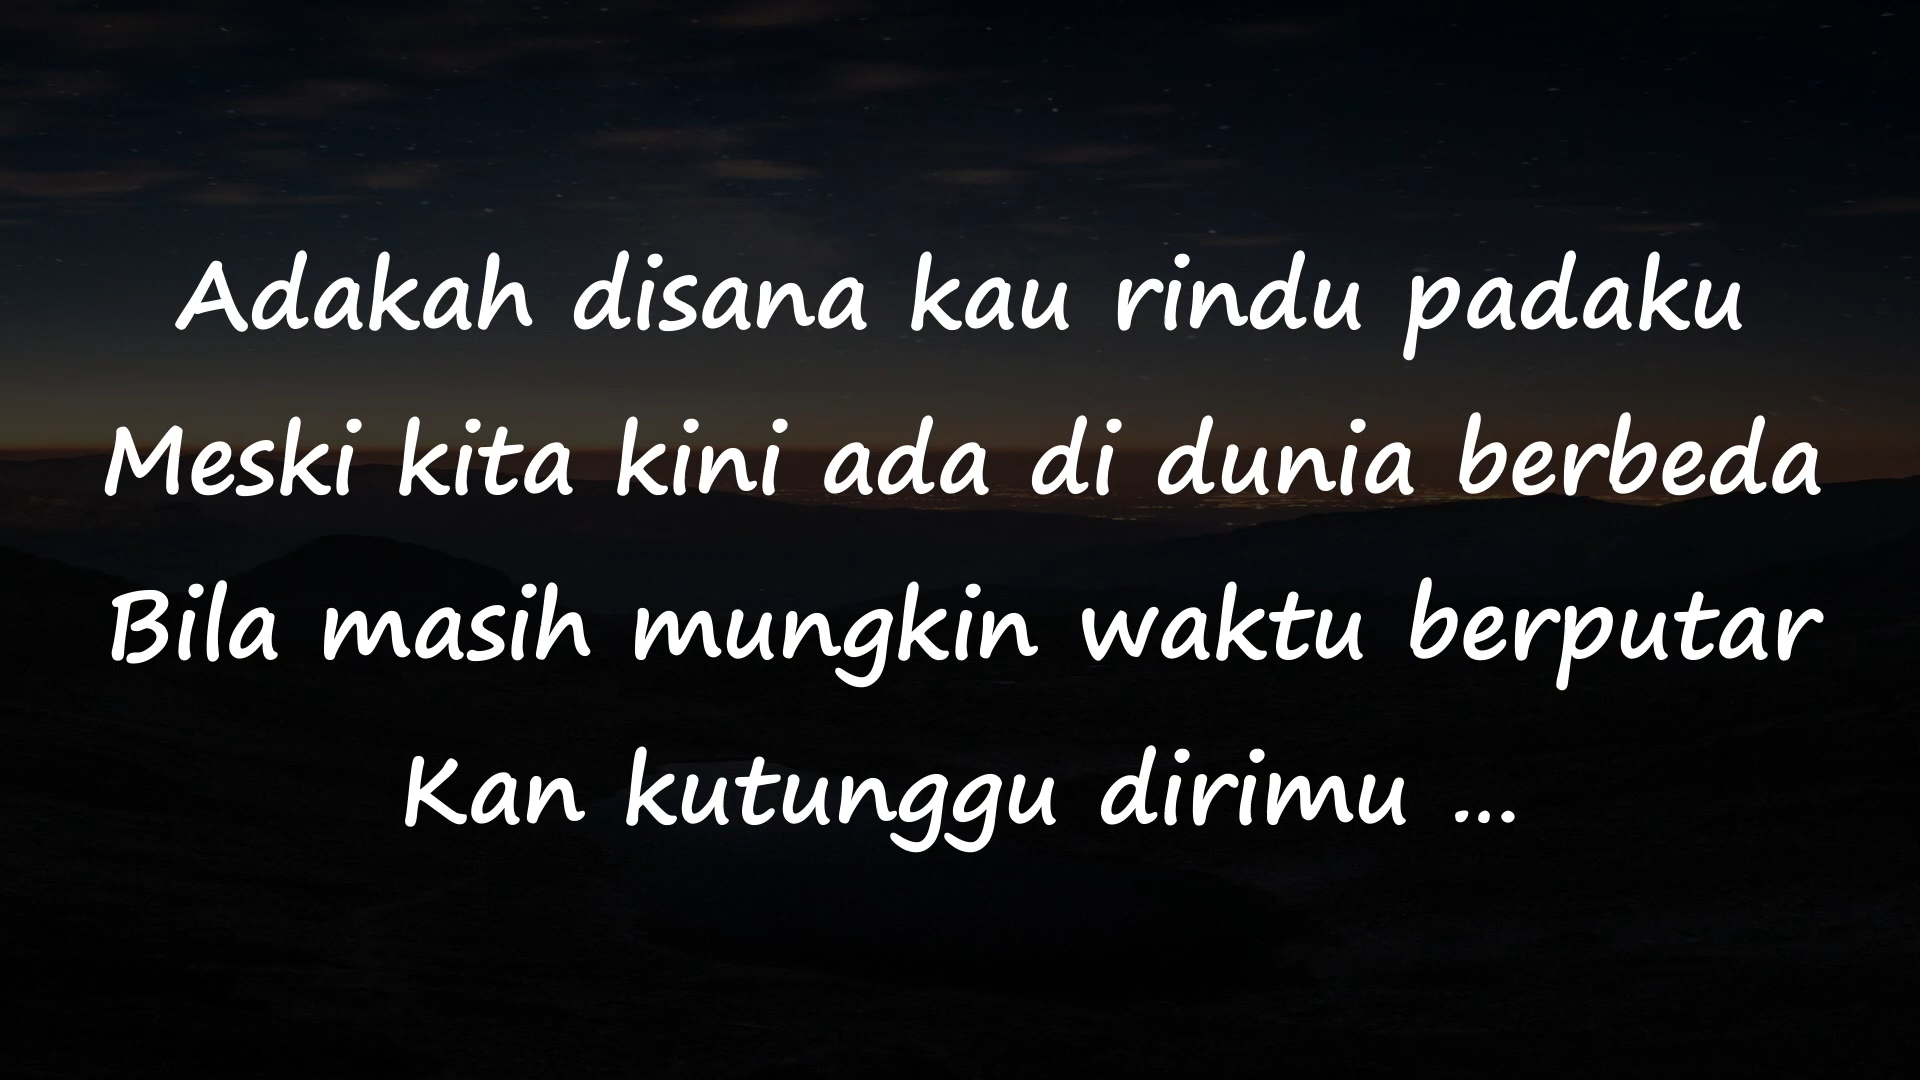 Adakah disana kau rindu padaku
Meski kita kini ada di dunia berbeda
Bila masih mungkin waktu berputar
Kan kutunggu dirimu ...